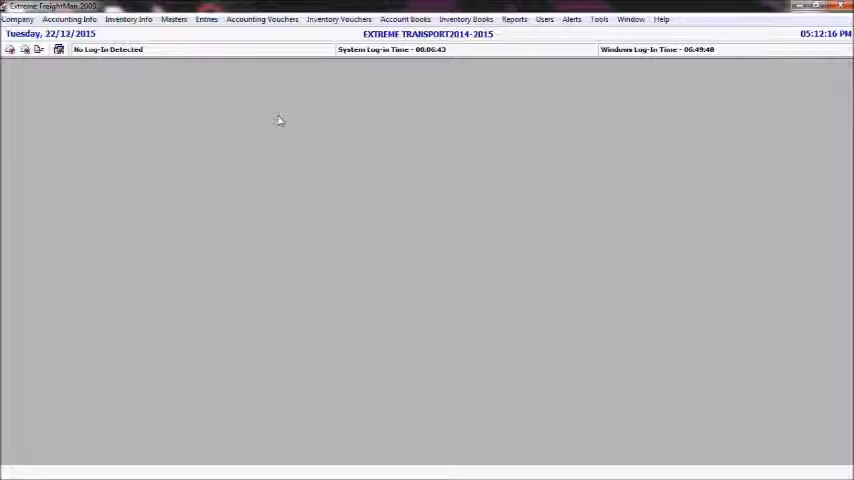 Extreme FreightMan 2009
Company Accounting Info Inventory Info Masters Entries Accounting Vouchers Inventory Vouchers Account Books Inventory Books Reports Users Alerts Tools Window Help
Tuesday, 22/12/2015 EXTREME TRANSPORT2014-2015 05:12:16 PM
No Log-In Detected System Log-in Time - 00:06:43 Windows Log-In Time - 06:49:48